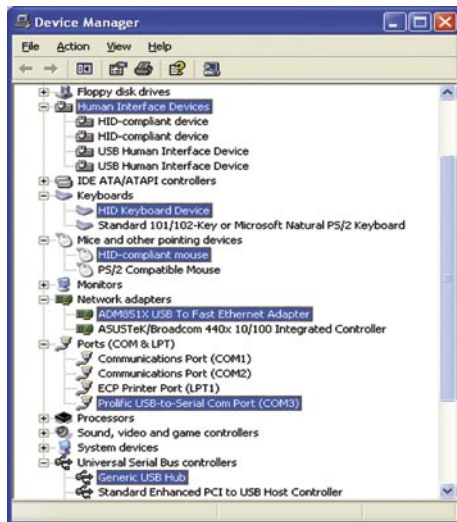 Device Manager
File Action View Help
Floppy disk drives
Human Interface Devices
HID-compliant device
HID-compliant device
USB Human Interface Device
USB Human Interface Device
IDE ATA/ATAPI controllers
Keyboards
HID Keyboard Device
Standard 101/102-Key or Microsoft Natural PS/2 Keyboard
Mice and other pointing devices
HID-compliant mouse
PS/2 Compatible Mouse
Monitors
Network adapters
ADM851X USB To Fast Ethernet Adapter
ASUSTeK/Broadcom 440x 10/100 Integrated Controller
Ports (COM & LPT)
Communications Port (COM1)
Communications Port (COM2)
ECP Printer Port (LPT1)
Prolific USB-to-Serial Com Port (COM3)
Processors
Sound, video and game controllers
System devices
Universal Serial Bus controllers
Generic USB Hub
Standard Enhanced PCI to USB Host Controller